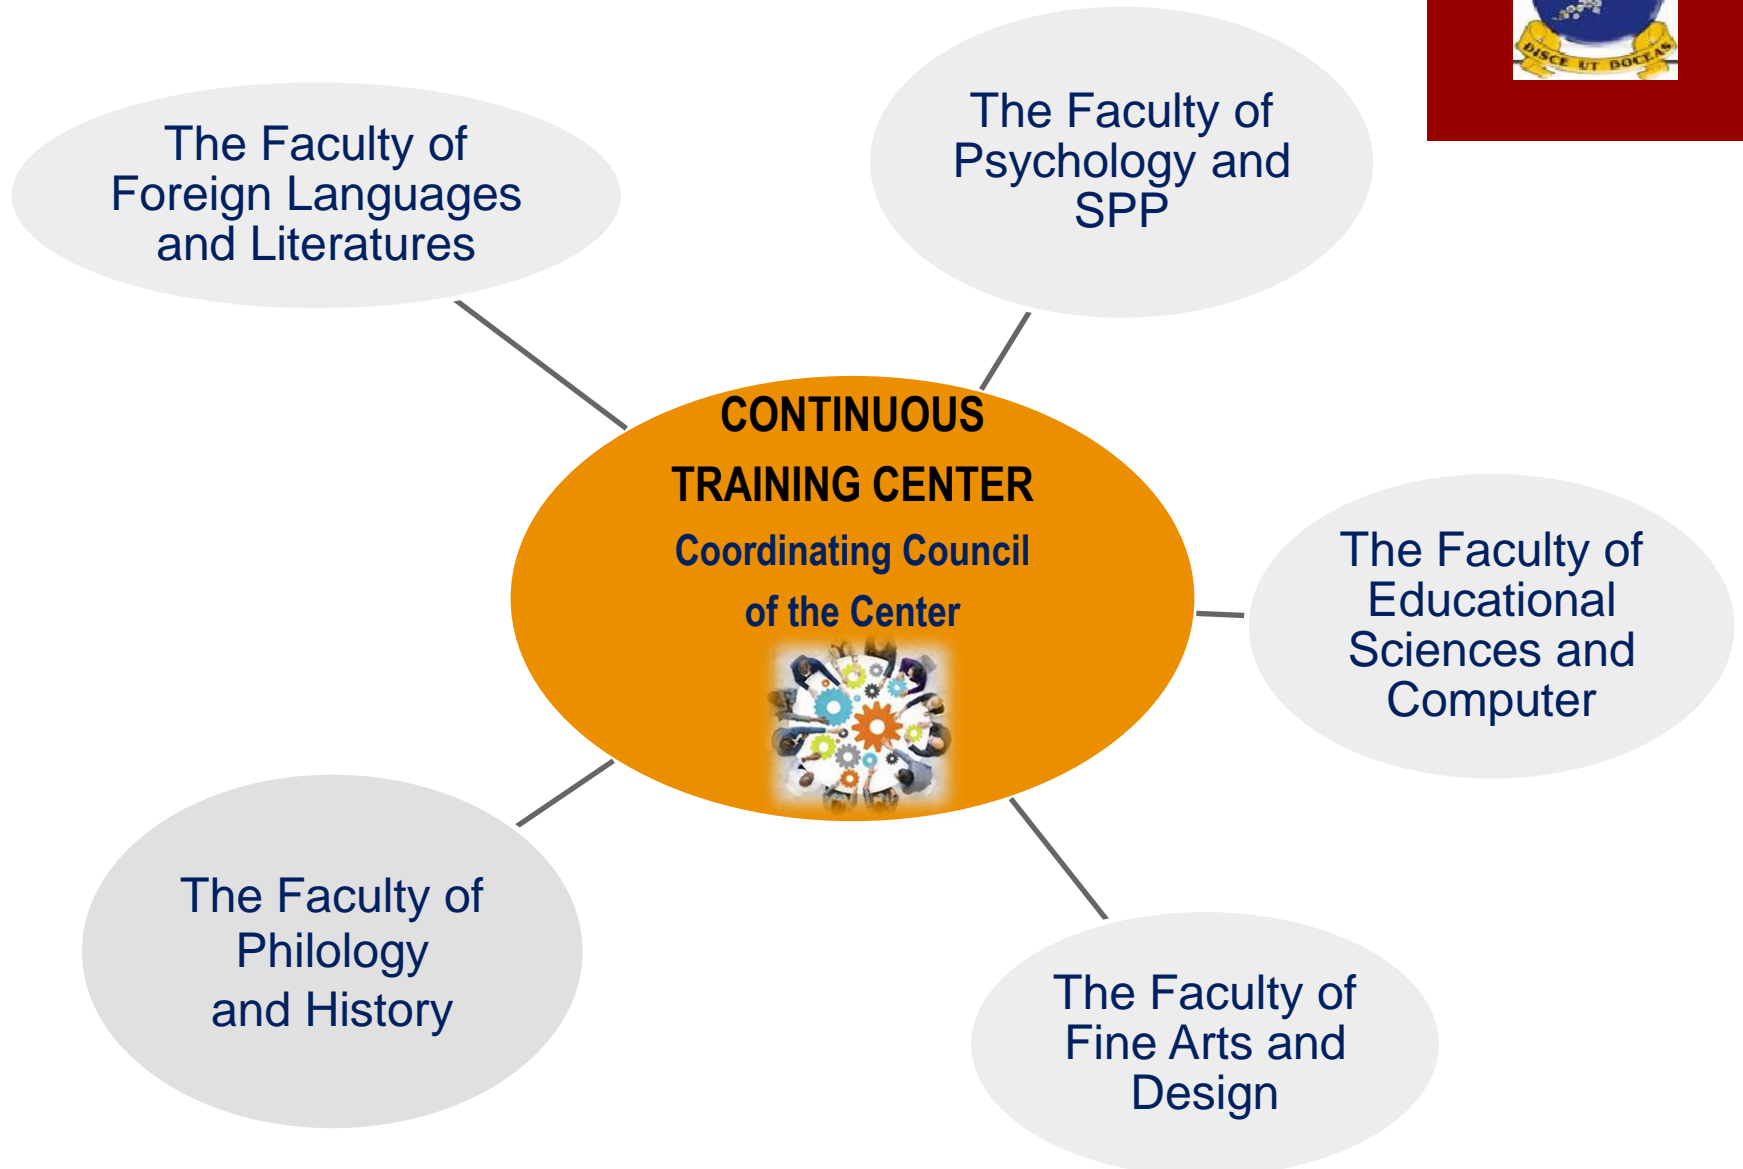 DISCE UT DOCEAS
The Faculty of
Foreign Languages
and Literatures
The Faculty of
Psychology and
SPP
CONTINUOUS
TRAINING CENTER
Coordinating Council
of the Center
The Faculty of
Educational
Sciences and
Computer
The Faculty of
Philology
and History
The Faculty of
Fine Arts and
Design